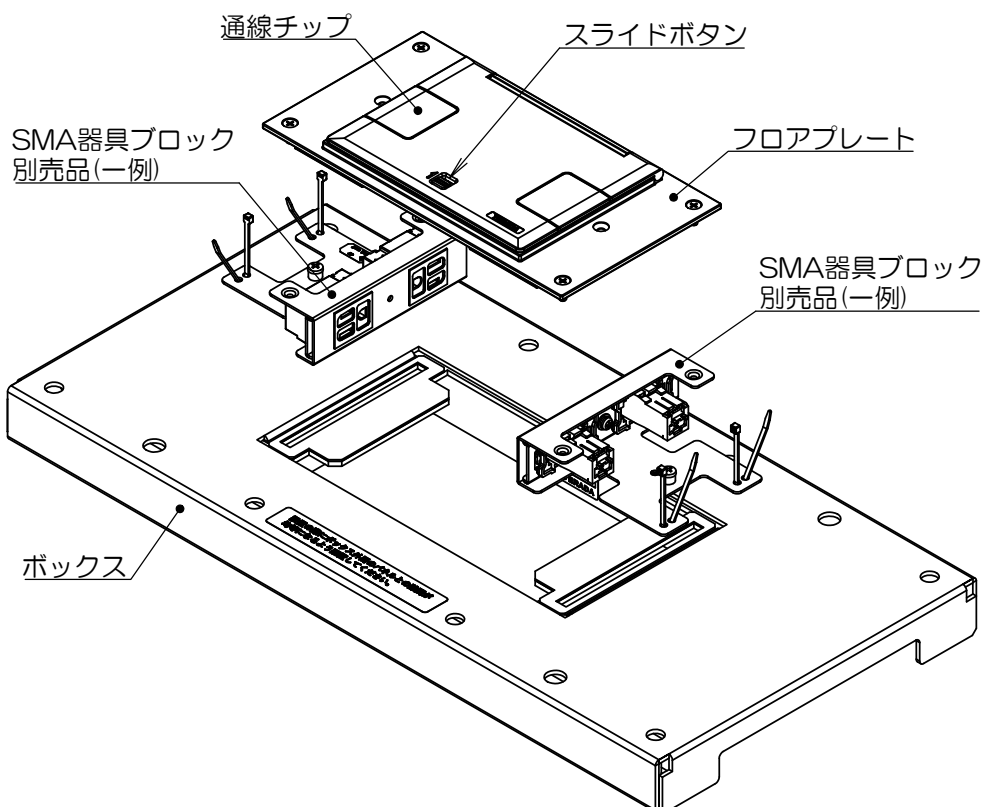 通線チップ
スライドボタン
SMA器具ブロック
別売品(一例)
フロアプレート
SMA器具ブロック
別売品(一例)
ボックス